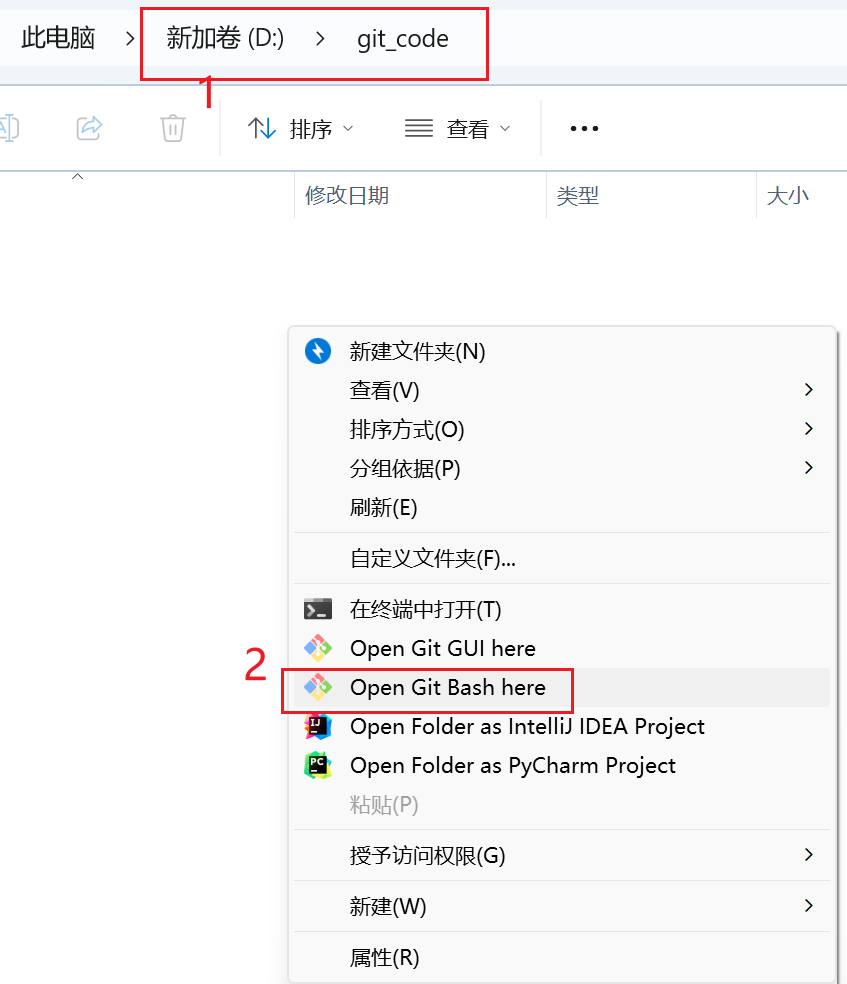 此电脑 > 新加卷 (D:) > git_code
1
排序 查看 •••
修改日期 类型 大小
新建文件夹(N)
查看(V)
排序方式(O)
分组依据(P)
刷新(E)
自定义文件夹(F)...
在终端中打开(T)
Open Git GUI here
2
Open Git Bash here
Open Folder as IntelliJ IDEA Project
Open Folder as PyCharm Project
粘贴(P)
授予访问权限(G)
新建(W)
属性(R)